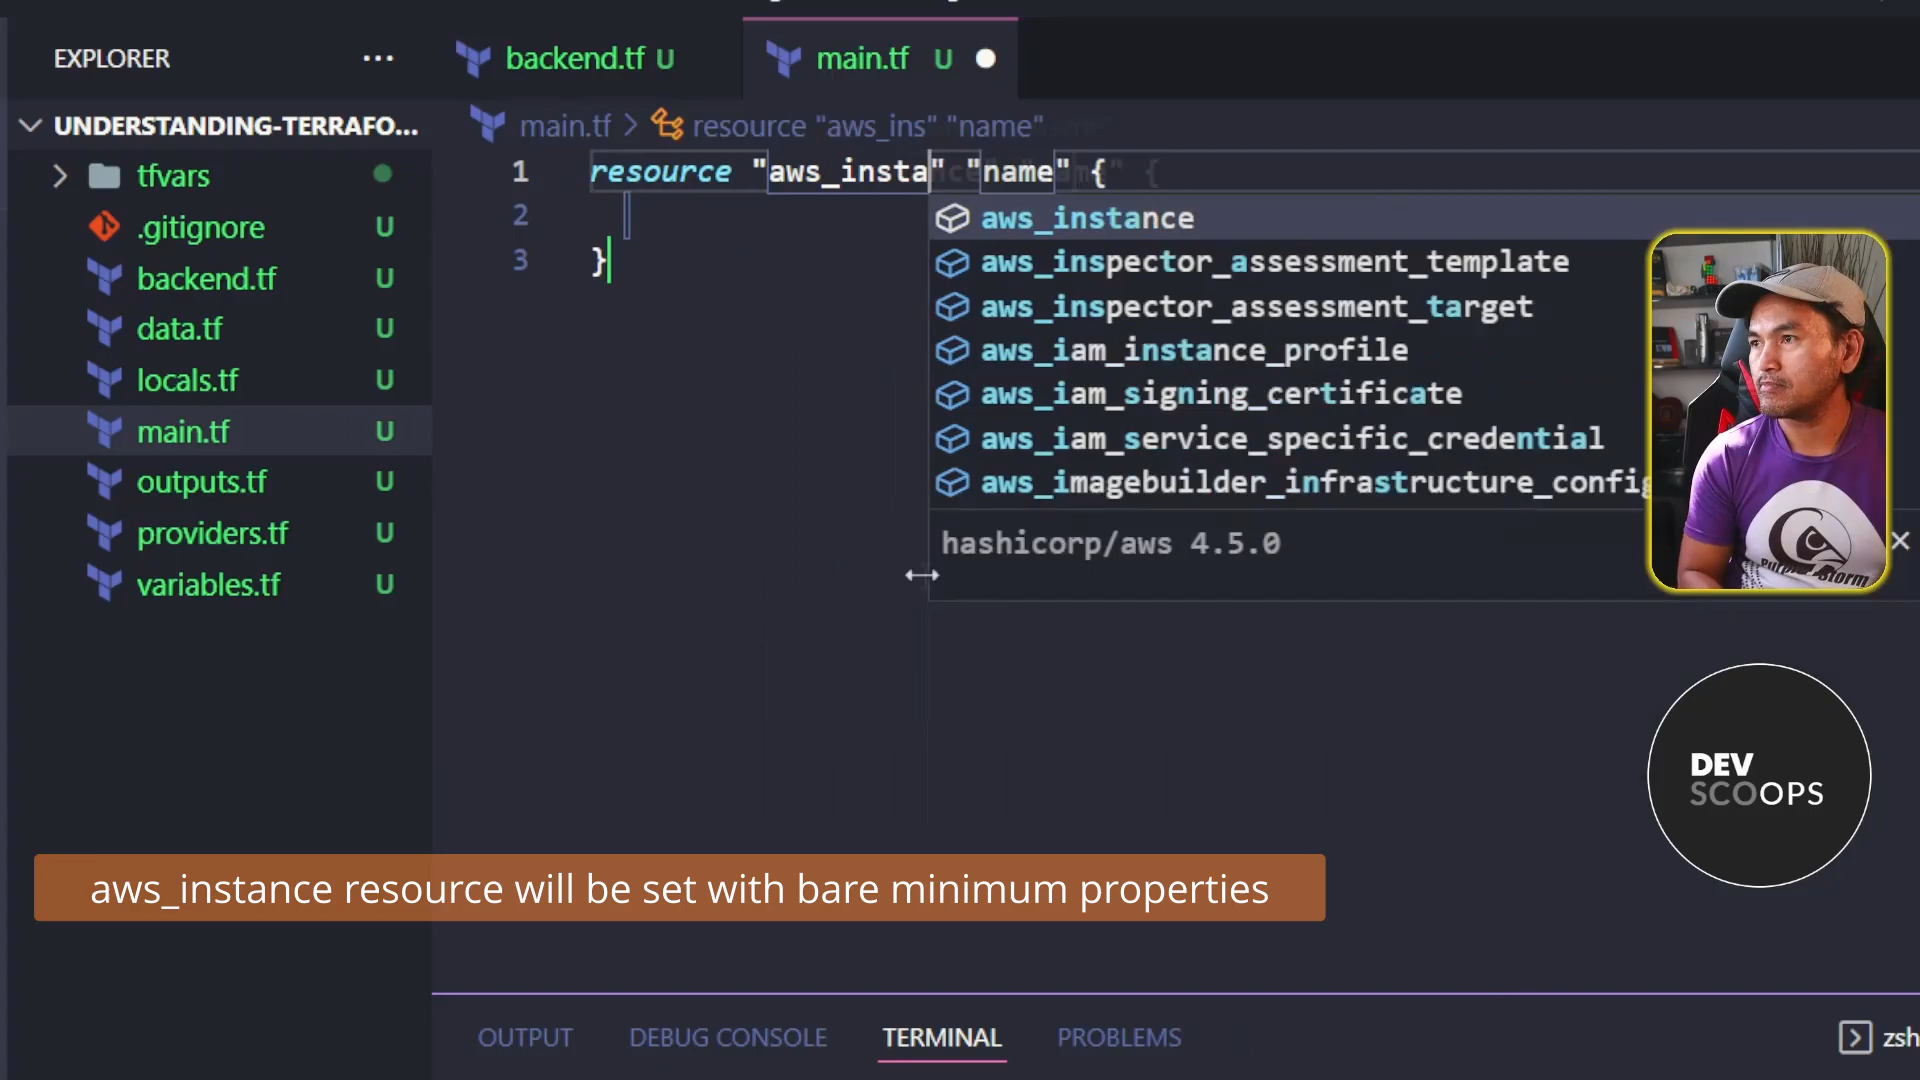 EXPLORER ...
backend.tf U
main.tf U
UNDERSTANDING-TERRAFO...
main.tf > resource "aws_ins" "name"
tfvars
.gitignore U
backend.tf U
data.tf U
locals.tf U
main.tf U
outputs.tf U
providers.tf U
variables.tf U
1 resource "aws_insta" "name" {
2
3 }
aws_instance
aws_inspector_assessment_template
aws_inspector_assessment_target
aws_iam_instance_profile
aws_iam_signing_certificate
aws_iam_service_specific_credential
aws_imagebuilder_infrastructure_config
hashicorp/aws 4.5.0
Storm
DEV
SCOOPS
aws_instance resource will be set with bare minimum properties
OUTPUT DEBUG CONSOLE TERMINAL PROBLEMS
zsh